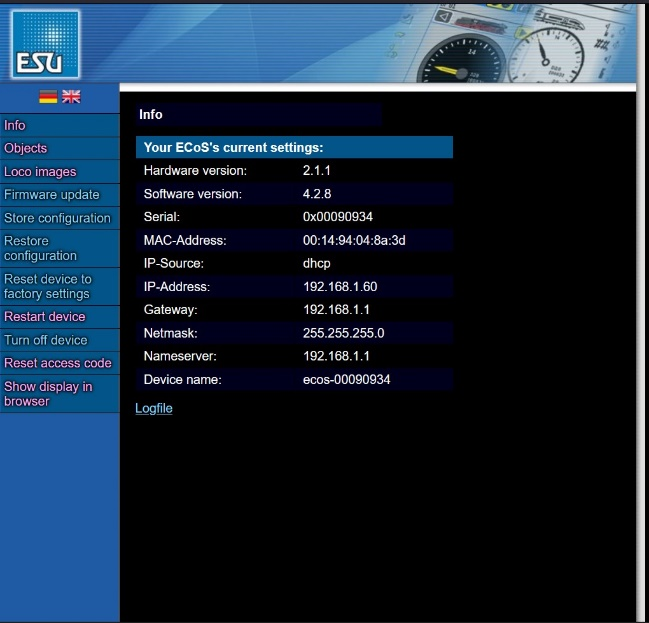 ESU
Info
Objects
Loco images
Firmware update
Store configuration
Restore
configuration
Reset device to
factory settings
Restart device
Turn off device
Reset access code
Show display in
browser
Info
Your ECoS's current settings:
Hardware version: 2.1.1
Software version: 4.2.8
Serial: 0x00090934
MAC-Address: 00:14:94:04:8a:3d
IP-Source: dhcp
IP-Address: 192.168.1.60
Gateway: 192.168.1.1
Netmask: 255.255.255.0
Nameserver: 192.168.1.1
Device name: ecos-00090934
Logfile